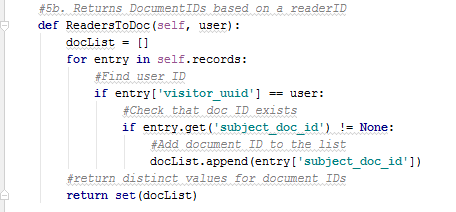 #5b. Returns DocumentIDs based on a readerID
def ReadersToDoc(self, user):
    docList = []
    for entry in self.records:
        #Find user ID
        if entry['visitor_uuid'] == user:
            #Check that doc ID exists
            if entry.get('subject_doc_id') != None:
                #Add document ID to the list
                docList.append(entry['subject_doc_id'])
    #return distinct values for document IDs
    return set(docList)